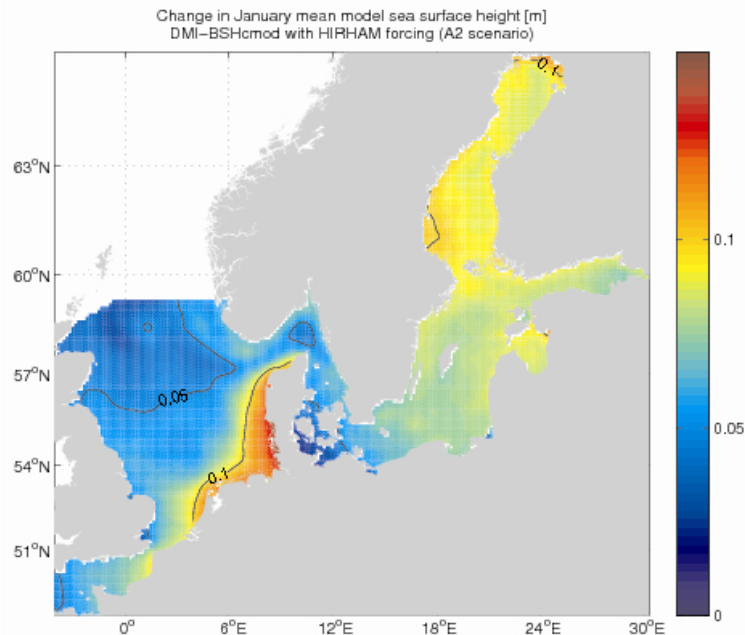 Change in January mean model sea surface height [m]
DMI-BSHcmod with HIRHAM forcing (A2 scenario)
0.1
63°N
0.1
60°N
57°N
0.06
0.05
54°N
0.1
51°N
0
0° 6°E 12°E 18°E 24°E 30°E